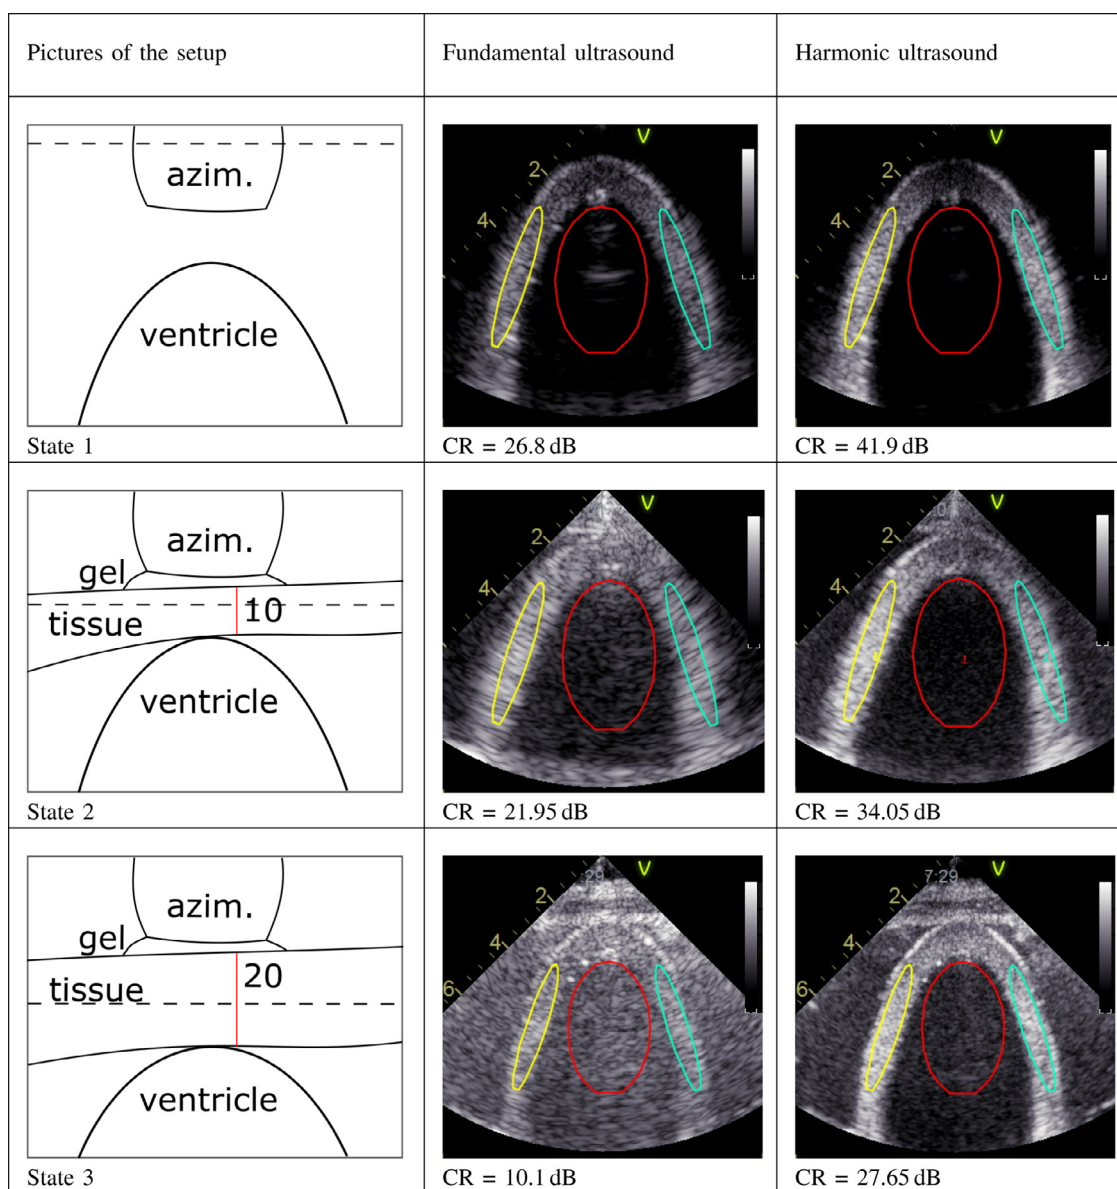 Pictures of the setup
Fundamental ultrasound
Harmonic ultrasound
azim.
ventricle
State 1
2
4
V
CR = 26.8 dB
2
4
V
CR = 41.9 dB
azim.
gel
10
tissue
ventricle
State 2
2
4
V
CR = 21.95 dB
2
4
V
CR = 34.05 dB
azim.
gel
20
tissue
ventricle
State 3
:29
2
4
6
V
CR = 10.1 dB
7:29
2
4
6
V
CR = 27.65 dB